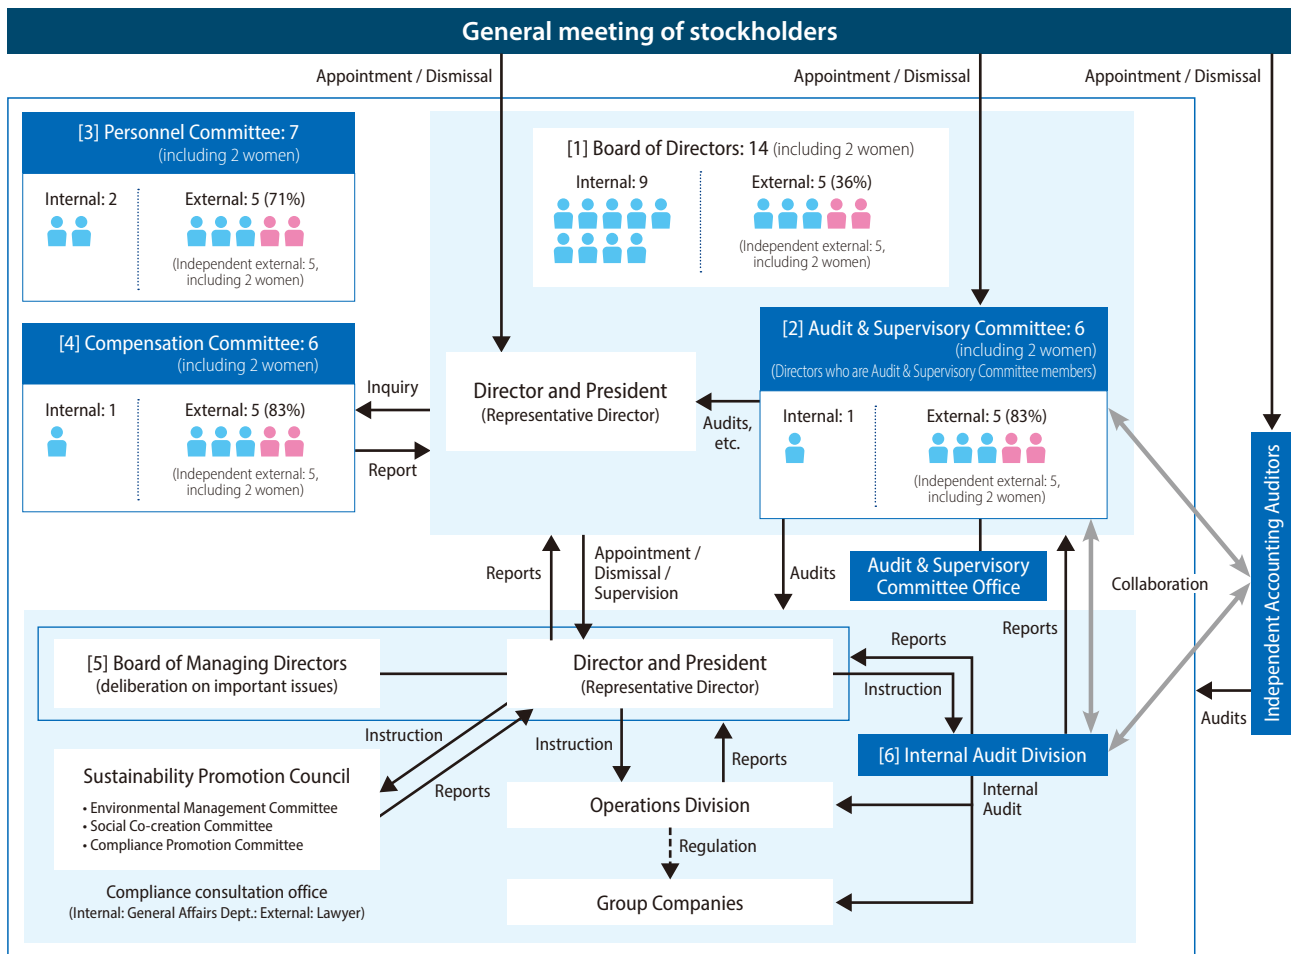 General meeting of stockholders
Appointment / Dismissal
Appointment / Dismissal
Appointment / Dismissal
[3] Personnel Committee: 7
(including 2 women)
Internal: 2
External: 5 (71%)
(Independent external: 5,
including 2 women)
[1] Board of Directors: 14 (including 2 women)
Internal: 9
External: 5 (36%)
(Independent external: 5,
including 2 women)
[4] Compensation Committee: 6
(including 2 women)
Internal: 1
External: 5 (83%)
(Independent external: 5,
including 2 women)
Inquiry
Report
Director and President
(Representative Director)
Audits,
etc.
[2] Audit & Supervisory Committee: 6
(including 2 women)
(Directors who are Audit & Supervisory Committee members)
Internal: 1
External: 5 (83%)
(Independent external: 5,
including 2 women)
Independent Accounting Auditors
Reports
Appointment /
Dismissal /
Supervision
Audits
Audit & Supervisory
Committee Office
Reports
Collaboration
Audits
[5] Board of Managing Directors
(deliberation on important issues)
Director and President
(Representative Director)
Reports
Instruction
[6] Internal Audit Division
Instruction
Reports
Instruction
Reports
Internal
Audit
Sustainability Promotion Council
• Environmental Management Committee
• Social Co-creation Committee
• Compliance Promotion Committee
Operations Division
Regulation
Group Companies
Compliance consultation office
(Internal: General Affairs Dept.: External: Lawyer)